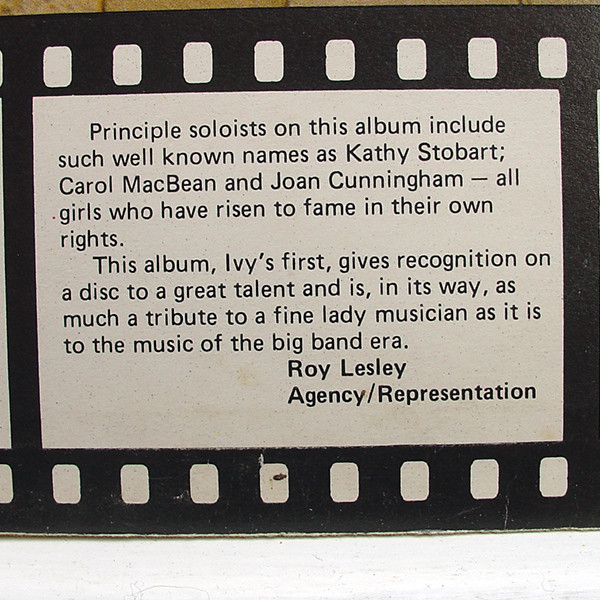 Principle soloists on this album include
such well known names as Kathy Stobart;
Carol MacBean and Joan Cunningham — all
girls who have risen to fame in their own
rights.
This album, Ivy's first, gives recognition on
a disc to a great talent and is, in its way, as
much a tribute to a fine lady musician as it is
to the music of the big band era.
Roy Lesley
Agency/Representation